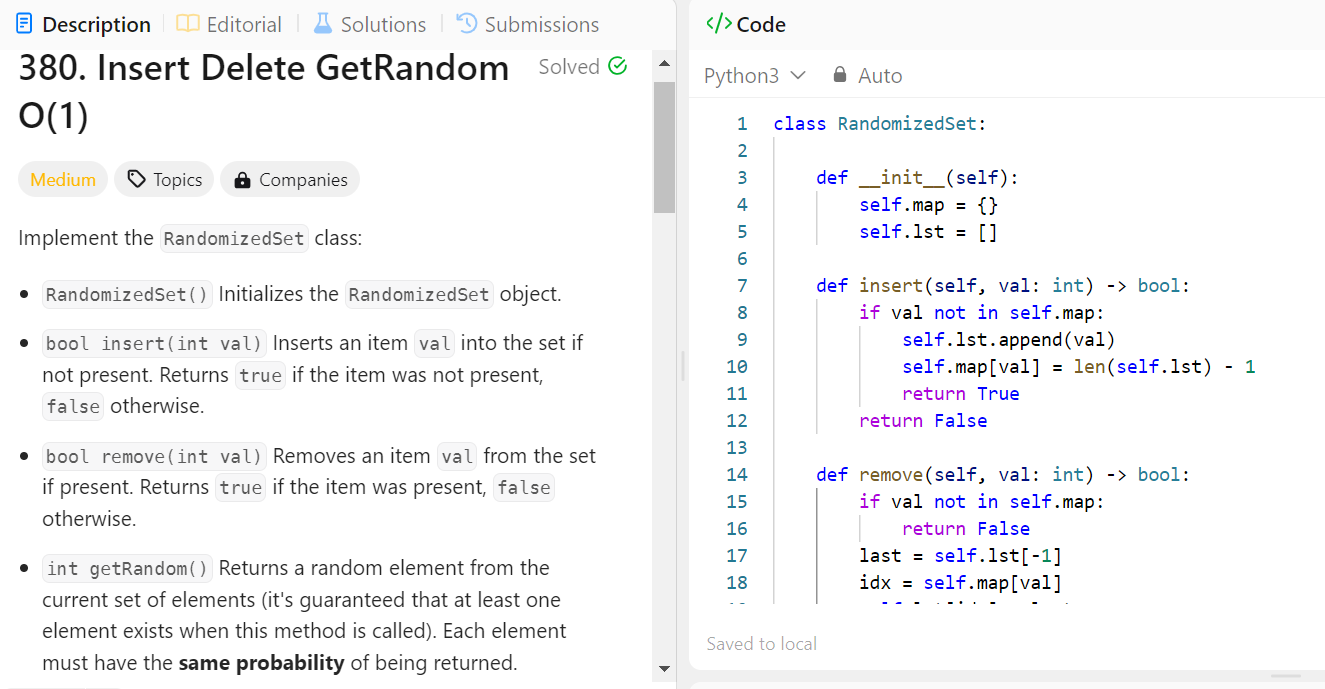 Description Editorial Solutions Submissions
380. Insert Delete GetRandom
O(1)
Solved
Medium Topics Companies
Implement the RandomizedSet class:
• RandomizedSet() Initializes the RandomizedSet object.
• bool insert(int val) Inserts an item val into the set if
not present. Returns true if the item was not present,
false otherwise.
• bool remove(int val) Removes an item val from the set
if present. Returns true if the item was present, false
otherwise.
• int getRandom() Returns a random element from the
current set of elements (it's guaranteed that at least one
element exists when this method is called). Each element
must have the same probability of being returned.
</> Code
Python3 Auto
1 class RandomizedSet:
2
3     def __init__(self):
4         self.map = {}
5         self.lst = []
6
7     def insert(self, val: int) -> bool:
8         if val not in self.map:
9             self.lst.append(val)
10             self.map[val] = len(self.lst) - 1
11             return True
12         return False
13
14     def remove(self, val: int) -> bool:
15         if val not in self.map:
16             return False
17         last = self.lst[-1]
18         idx = self.map[val]
Saved to local